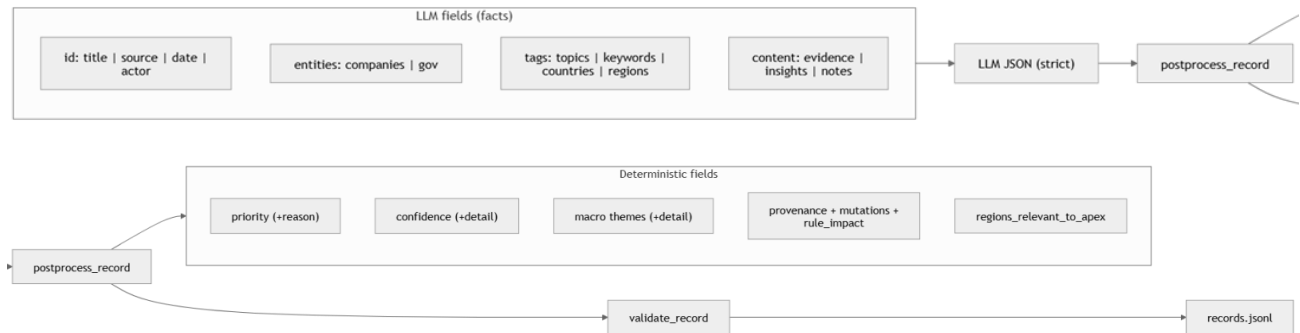 LLM fields (facts)
id: title | source | date |
actor
entities: companies | gov
tags: topics | keywords |
countries | regions
content: evidence |
insights | notes
LLM JSON (strict)
postprocess_record
Deterministic fields
priority (+reason)
confidence (+detail)
macro themes (+detail)
provenance + mutations +
rule_impact
regions_relevant_to_apex
postprocess_record
validate_record
records.jsonl